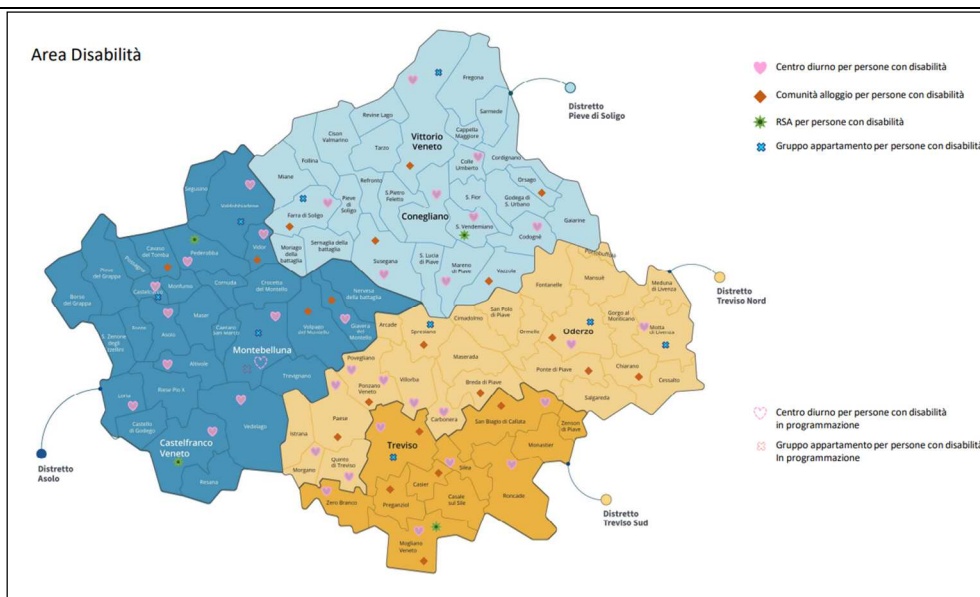 Area Disabilità
Centro diurno per persone con disabilità
Comunità alloggio per persone con disabilità
RSA per persone con disabilità
Gruppo appartamento per persone con disabilità
Distretto
Pieve di Soligo
Fregona
Sarmede
Revine Lago
Cison
Valmarino
Vittorio
Veneto
Cappella
Maggiore
Tarzo
Follina
Colle
Umberto
Cordignano
Miane
Refronto
Orsago
S.Pietro
Feletto
Pieve
di
Soligo
S. Fior
Godega di
S. Urbano
Segusino
Farra di Soligo
Conegliano
Gaiarine
S. Vendemiano
Codognè
Vidor
Moriago
della
battaglia
Sernaglia della
battaglia
S. Lucia
di Piave
Mareno
di Piave
Vazzola
Susegana
Cavaso
del Tomba
Possagno
Pederobba
Portobuffolè
Mansuè
Meduna
di Livenza
Fontanelle
Distretto
Treviso Nord
Castelcucco
Monfumo
Cornuda
Crocetta
del Montello
Nervesa
della battaglia
Borso
del Grappa
Maser
Caerano
san Marco
Volpago
del Montello
Giavera
del
Montello
Arcade
Spresiano
Cimadolmo
San Polo
di Piave
Ormelle
Oderzo
Gorgo al
Monticano
Motta
di Livenza
S. Zenone
degli
Ezzelini
Asolo
Montebelluna
Altivole
Trevignano
Povegliano
Maserada
Ponte di Piave
Chiarano
Cessalto
Riese Pio X
Ponzano
Veneto
Villorba
Breda di Piave
Salgareda
Loria
Paese
Carbonera
San Biagio di Callalta
Zenson
di Piave
Centro diurno per persone con disabilità
in programmazione
Castello
di Godego
Vedelago
Istrana
Treviso
Monastier
Castelfranco
Veneto
Quinto
di Treviso
Silea
Gruppo appartamento per persone con disabilità
In programmazione
Distretto
Asolo
Morgano
Casier
Resana
Zero Branco
Preganziol
Casale
sul Sile
Roncade
Distretto
Treviso Sud
Mogliano
Veneto